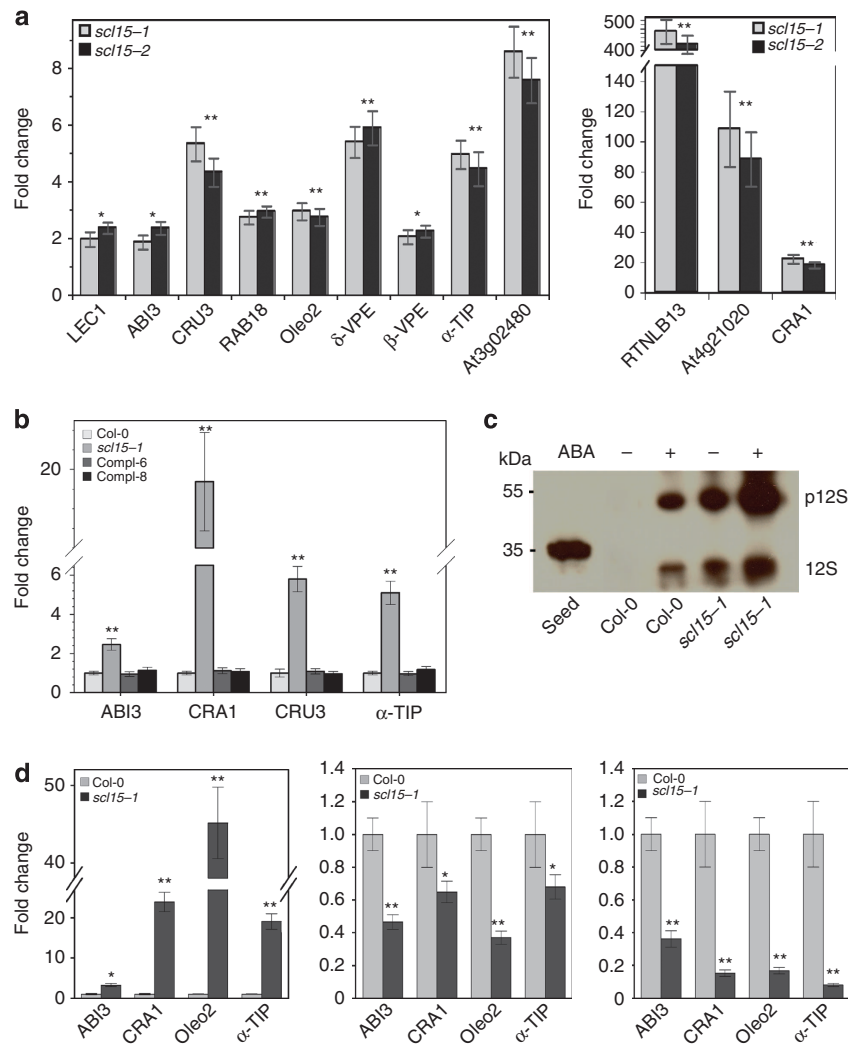 a
scl15–1
scl15–2
Fold change
8
6
4
2
0
* * ** ** ** ** * ** **
LEC1 ABI3 CRU3 RAB18 Oleo2 δ-VPE β-VPE α-TIP At3g02480
scl15–1
scl15–2
Fold change
500
400
140
120
100
80
60
40
20
0
** ** **
RTNLB13 At4g21020 CRA1
b
Col-0
scl15–1
Compl-6
Compl-8
Fold change
20
6
4
2
0
** ** ** **
ABI3 CRA1 CRU3 α-TIP
c
kDa ABA – + – +
55 p12S
35 12S
Seed Col-0 Col-0 scl15–1 scl15–1
d
Col-0
scl15–1
Fold change
50
40
20
10
0
* ** ** **
ABI3 CRA1 Oleo2 α-TIP
Col-0
scl15–1
1.4
1.2
1.0
0.8
0.6
0.4
0.2
0
** * ** *
ABI3 CRA1 Oleo2 α-TIP
Col-0
scl15–1
1.4
1.2
1.0
0.8
0.6
0.4
0.2
0
** ** ** **
ABI3 CRA1 Oleo2 α-TIP